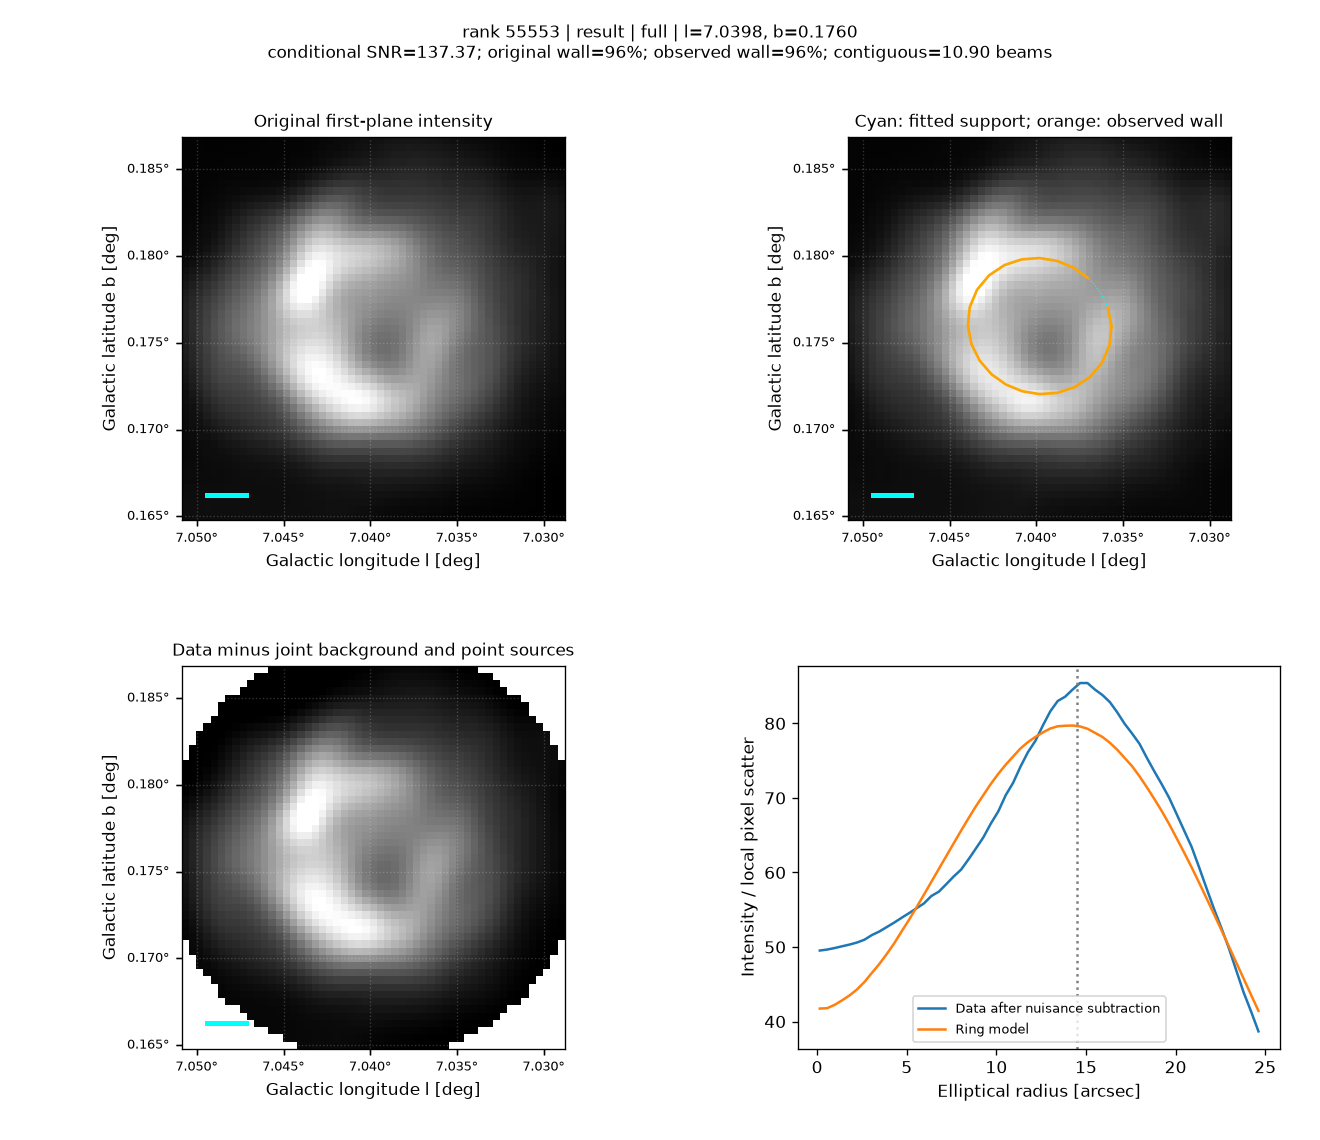 rank 55553 | result | full | l=7.0398, b=0.1760
conditional SNR=137.37; original wall=96%; observed wall=96%; contiguous=10.90 beams
Original first-plane intensity
0.185°
0.180°
0.175°
0.170°
0.165°
7.050°
7.045°
7.040°
7.035°
7.030°
Galactic latitude b [deg]
Galactic longitude l [deg]
Cyan: fitted support; orange: observed wall
0.185°
0.180°
0.175°
0.170°
0.165°
7.050°
7.045°
7.040°
7.035°
7.030°
Galactic latitude b [deg]
Galactic longitude l [deg]
Data minus joint background and point sources
0.185°
0.180°
0.175°
0.170°
0.165°
7.050°
7.045°
7.040°
7.035°
7.030°
Galactic latitude b [deg]
Galactic longitude l [deg]
80
70
60
50
40
0
5
10
15
20
25
Intensity / local pixel scatter
Elliptical radius [arcsec]
Data after nuisance subtraction
Ring model